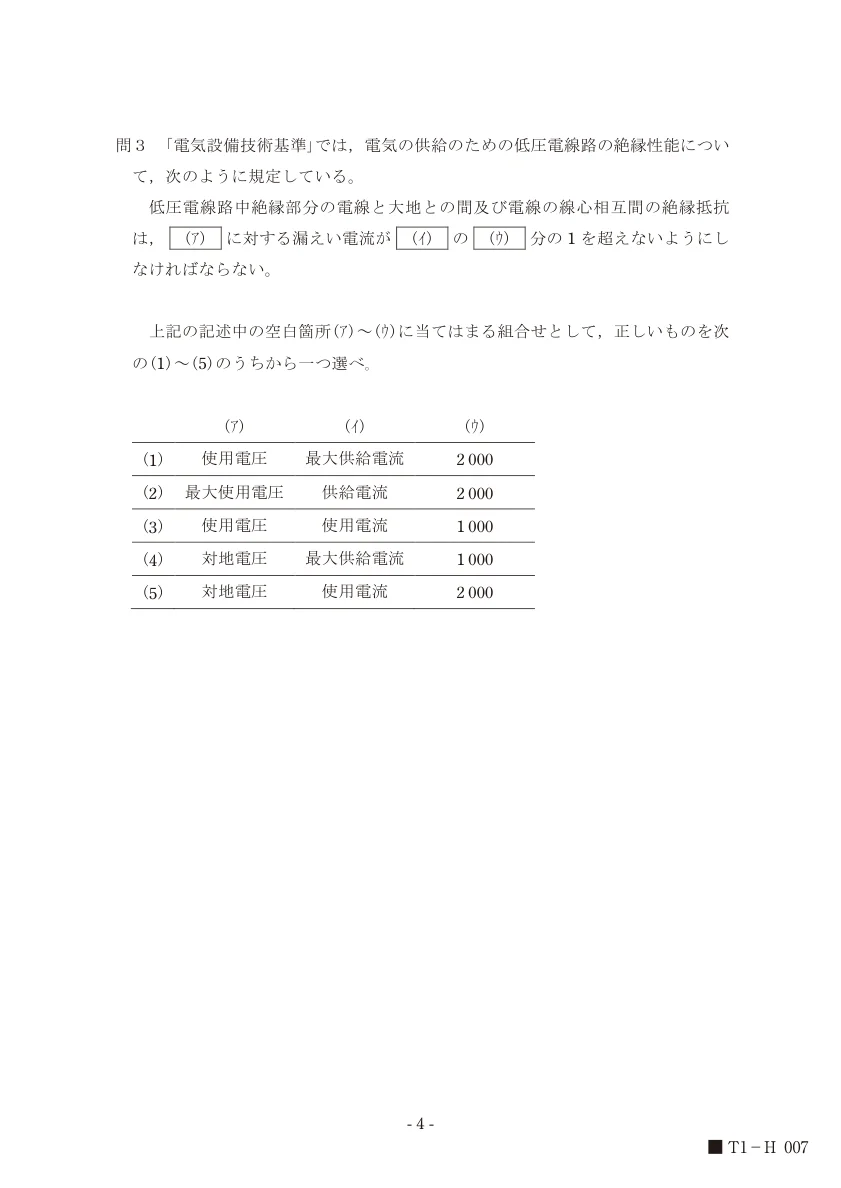 問３　「電気設備技術基準」では，電気の供給のための低圧電線路の絶縁性能につい
て，次のように規定している。
低圧電線路中絶縁部分の電線と大地との間及び電線の線心相互間の絶縁抵抗
は， (ｱ) に対する漏えい電流が (ｲ) の (ｳ) 分の 1 を超えないようにし
なければならない。
上記の記述中の空白箇所(ｱ)～(ｳ)に当てはまる組合せとして，正しいものを次
の(1)～(5)のうちから一つ選べ。
(ｱ) (ｲ) (ｳ)
(1) 使用電圧 最大供給電流 2 000
(2) 最大使用電圧 供給電流 2 000
(3) 使用電圧 使用電流 1 000
(4) 対地電圧 最大供給電流 1 000
(5) 対地電圧 使用電流 2 000
- 4 -
■ T1－H 007